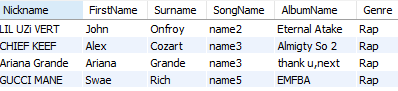 Nickname FirstName Surname SongName AlbumName Genre
LIL UZi VERT John Onfroy name2 Eternal Atake Rap
CHIEF KEEF Alex Cozart name3 Almigty So 2 Rap
Ariana Grande Ariana Grande name3 thank u,next Rap
GUCCI MANE Swae Rich name5 EMFBA Rap